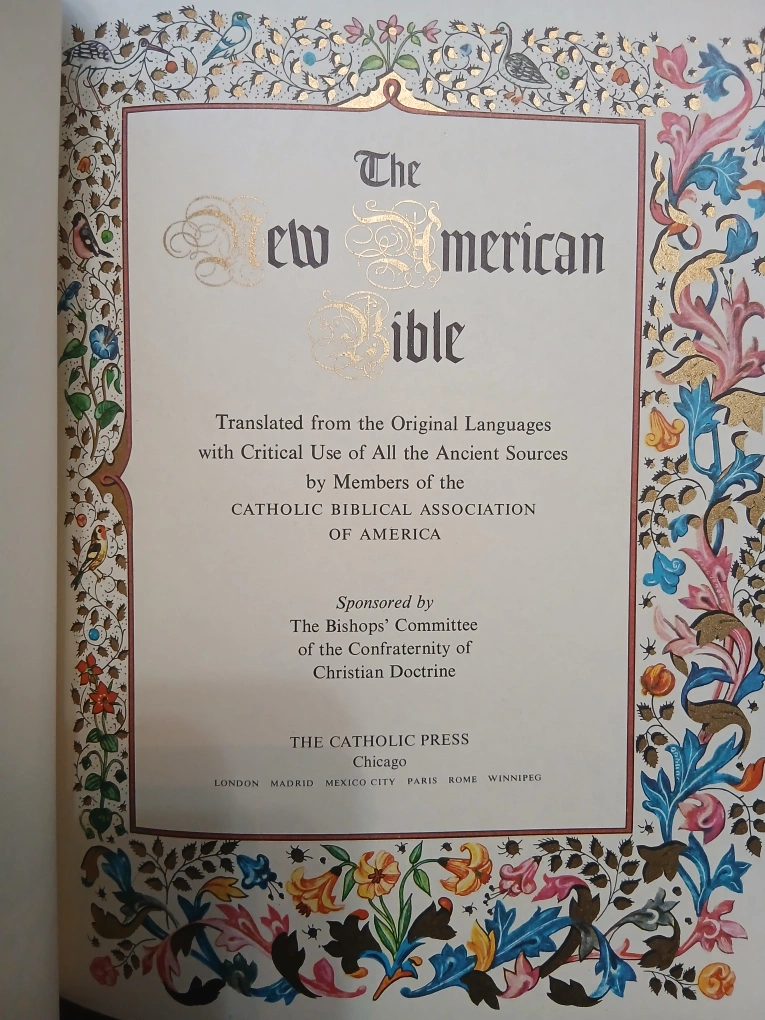 The
New American
Bible
Translated from the Original Languages
with Critical Use of All the Ancient Sources
by Members of the
CATHOLIC BIBLICAL ASSOCIATION
OF AMERICA
Sponsored by
The Bishops' Committee
of the Confraternity of
Christian Doctrine
THE CATHOLIC PRESS
Chicago
LONDON MADRID MEXICO CITY PARIS ROME WINNIPEG